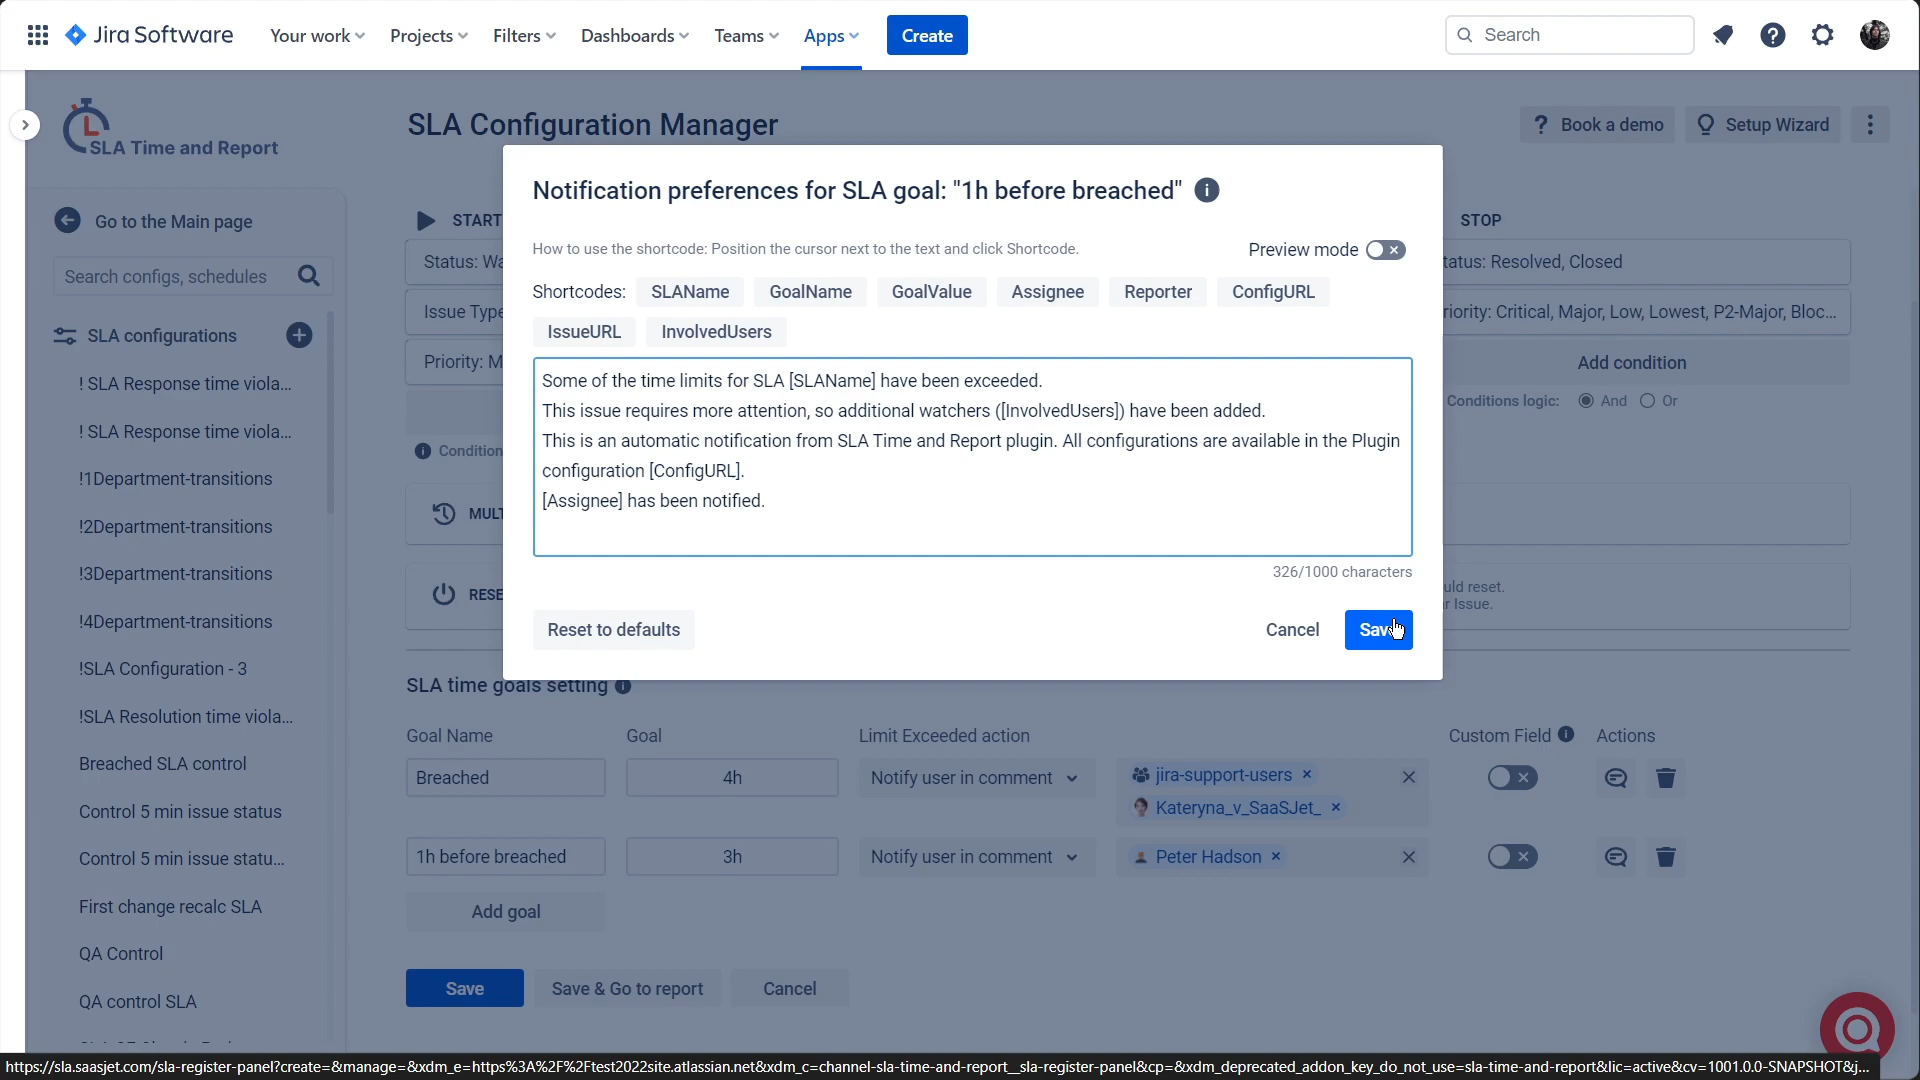 Jira Software
Your work
Projects
Filters
Dashboards
Teams
Apps
Create
Search
SLA Time and Report
SLA Configuration Manager
? Book a demo
Setup Wizard
Go to the Main page
Search configs, schedules
SLA configurations
! SLA Response time viola...
! SLA Response time viola...
!1Department-transitions
!2Department-transitions
!3Department-transitions
!4Department-transitions
!SLA Configuration - 3
!SLA Resolution time viola...
Breached SLA control
Control 5 min issue status
Control 5 min issue statu...
First change recalc SLA
QA Control
QA control SLA
START
Status: Wa
Issue Type
Priority: M
Condition
MULT
RESE
STOP
tatus: Resolved, Closed
riority: Critical, Major, Low, Lowest, P2-Major, Bloc...
Add condition
Conditions logic: And Or
uld reset.
r Issue.
Notification preferences for SLA goal: "1h before breached"
How to use the shortcode: Position the cursor next to the text and click Shortcode.
Preview mode
Shortcodes: SLAName GoalName GoalValue Assignee Reporter ConfigURL
IssueURL InvolvedUsers
Some of the time limits for SLA [SLAName] have been exceeded.
This issue requires more attention, so additional watchers ([InvolvedUsers]) have been added.
This is an automatic notification from SLA Time and Report plugin. All configurations are available in the Plugin
configuration [ConfigURL].
[Assignee] has been notified.
326/1000 characters
Reset to defaults
Cancel
Save
SLA time goals setting
Goal Name
Goal
Limit Exceeded action
Custom Field
Actions
Breached
4h
Notify user in comment
jira-support-users
Kateryna_v_SaaSJet_
1h before breached
3h
Notify user in comment
Peter Hadson
Add goal
Save
Save & Go to report
Cancel
https://sla.saasjet.com/sla-register-panel?create=&manage=&xdm_e=https%3A%2F%2Ftest2022site.atlassian.net&xdm_c=channel-sla-time-and-report__sla-register-panel&cp=&xdm_deprecated_addon_key_do_not_use=sla-time-and-report&lic=active&cv=1001.0.0-SNAPSHOT&j...